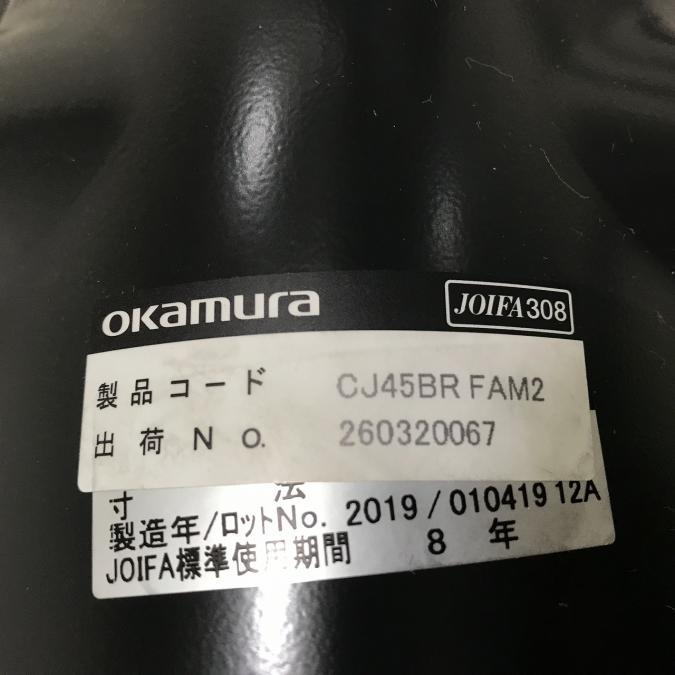 okamura
JOIFA308
製品コード CJ45BR FAM2
出荷No. 260320067
寸法
製造年/ロットNo. 2019/010419 12A
JOIFA標準使用期間 8年